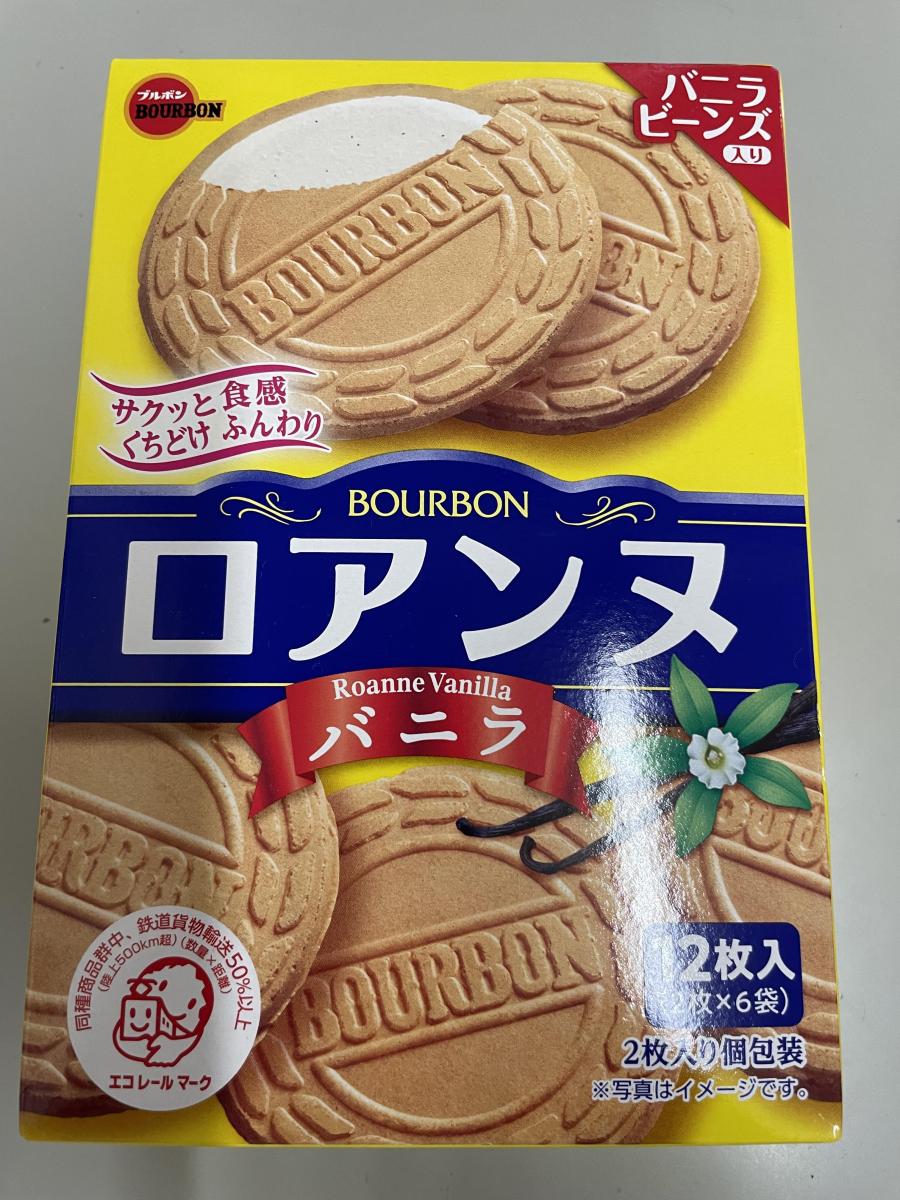 ブルボン
BOURBON
バニラ
ビーンズ
入り
BOURBON
BOURBON
サクッと食感
くちどけ ふんわり
BOURBON
ロアンヌ
Roanne Vanilla
バニラ
BOURBON
同種商品群中、鉄道貨物輸送50%以上
(陸上500km超)(数量×距離)
エコレールマーク
12枚入
(2枚×6袋)
2枚入り個包装
※写真はイメージです。